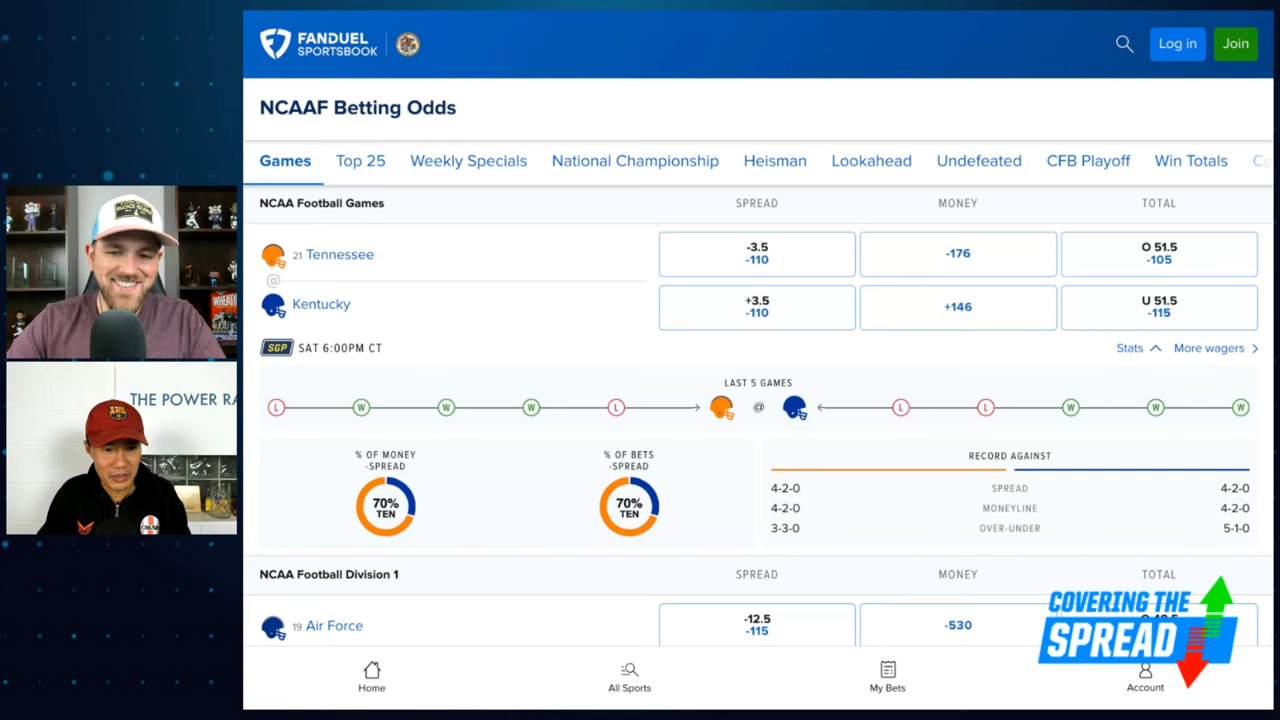 FANDUEL
SPORTSBOOK
Log in
Join
NCAAF Betting Odds
Games Top 25 Weekly Specials National Championship Heisman Lookahead Undefeated CFB Playoff Win Totals
NCAA Football Games SPREAD MONEY TOTAL
21 Tennessee
-3.5
-110
-176
O 51.5
-105
@
Kentucky
+3.5
-110
+146
U 51.5
-115
SGP SAT 6:00PM CT
Stats More wagers
LAST 5 GAMES
L W W W L @ L L W W W
% OF MONEY
-SPREAD
70%
TEN
% OF BETS
-SPREAD
70%
TEN
RECORD AGAINST
4-2-0 SPREAD 4-2-0
4-2-0 MONEYLINE 4-2-0
3-3-0 OVER-UNDER 5-1-0
NCAA Football Division 1 SPREAD MONEY TOTAL
19 Air Force
-12.5
-115
-530
Home
All Sports
My Bets
Account
COVERING THE
SPREAD
THE POWER RA
WHEATIES